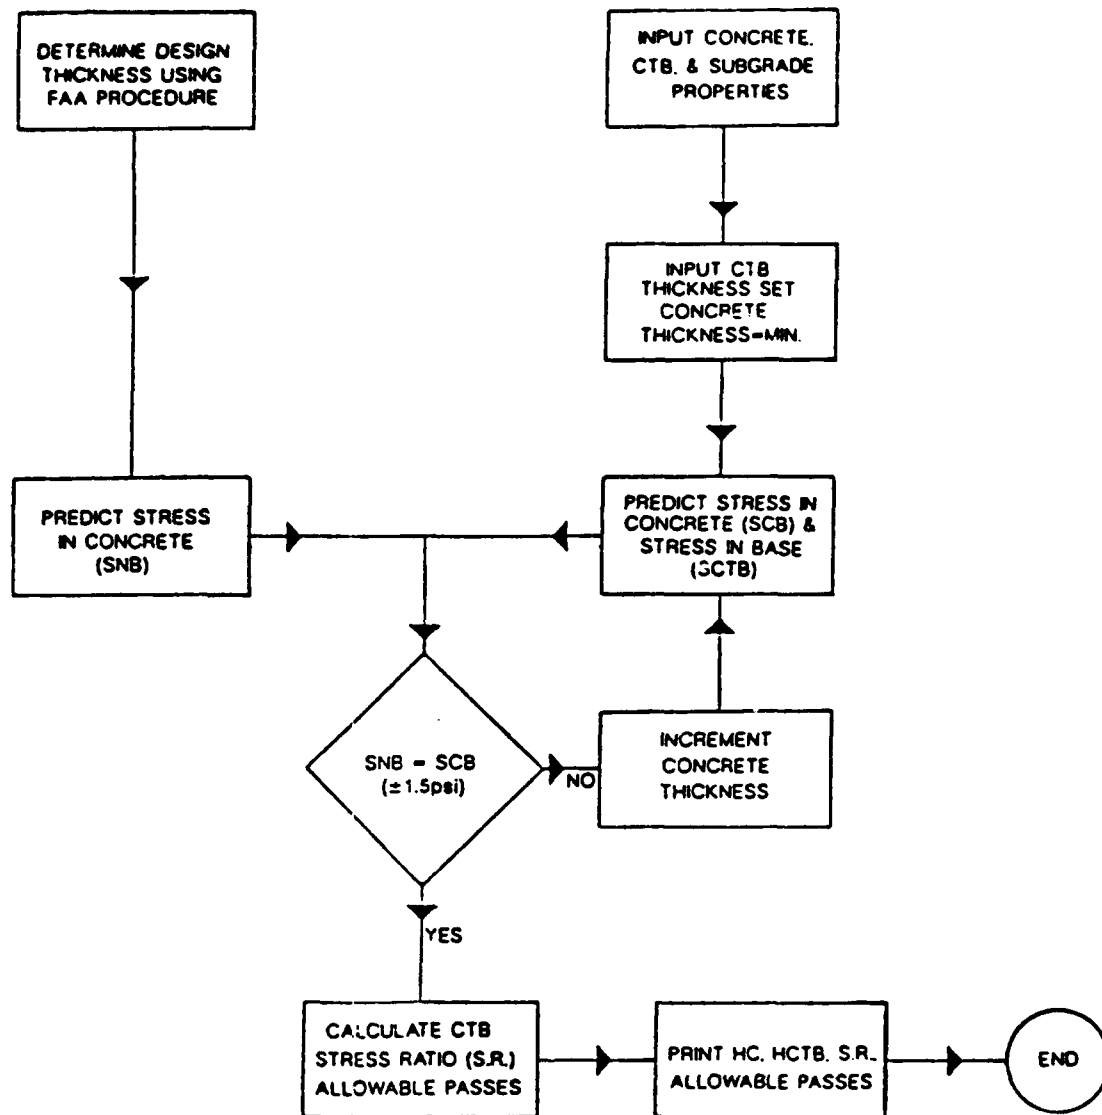 DETERMINE DESIGN
THICKNESS USING
FAA PROCEDURE
INPUT CONCRETE,
CTB, & SUBGRADE
PROPERTIES
INPUT CTB
THICKNESS SET
CONCRETE
THICKNESS=MIN.
PREDICT STRESS
IN CONCRETE
(SNB)
PREDICT STRESS IN
CONCRETE (SCB) &
STRESS IN BASE
(SCTB)
SNB = SCB
(±1.5psi)
NO
INCREMENT
CONCRETE
THICKNESS
YES
CALCULATE CTB
STRESS RATIO (S.R.)
ALLOWABLE PASSES
PRINT HC, HCTB, S.R.,
ALLOWABLE PASSES
END